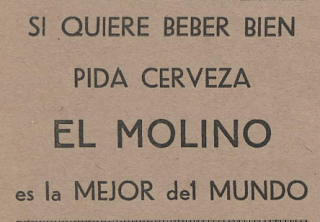 SI QUIERE BEBER BIEN
PIDA CERVEZA
EL MOLINO
es la MEJOR del MUNDO